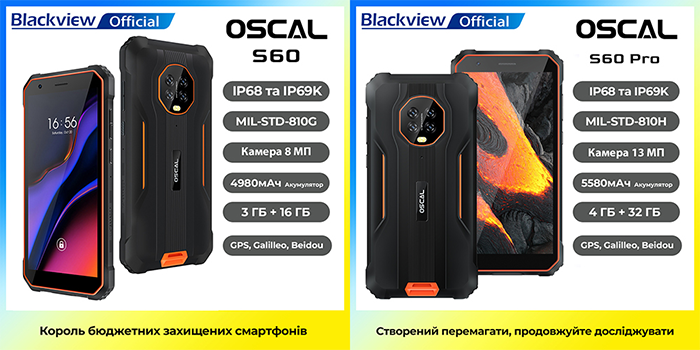 Blackview Official
OSCAL
S60
IP68 та IP69K
MIL-STD-810G
Камера 8 МП
4980мАч Акумулятор
3 ГБ + 16 ГБ
GPS, Galilleo, Beidou
16:56
OSCAL
Король бюджетних захищених смартфонів
Blackview Official
OSCAL
S60 Pro
IP68 та IP69K
MIL-STD-810H
Камера 13 МП
5580мАч Акумулятор
4 ГБ + 32 ГБ
GPS, Galilleo, Beidou
OSCAL
Створений перемагати, продовжуйте досліджувати